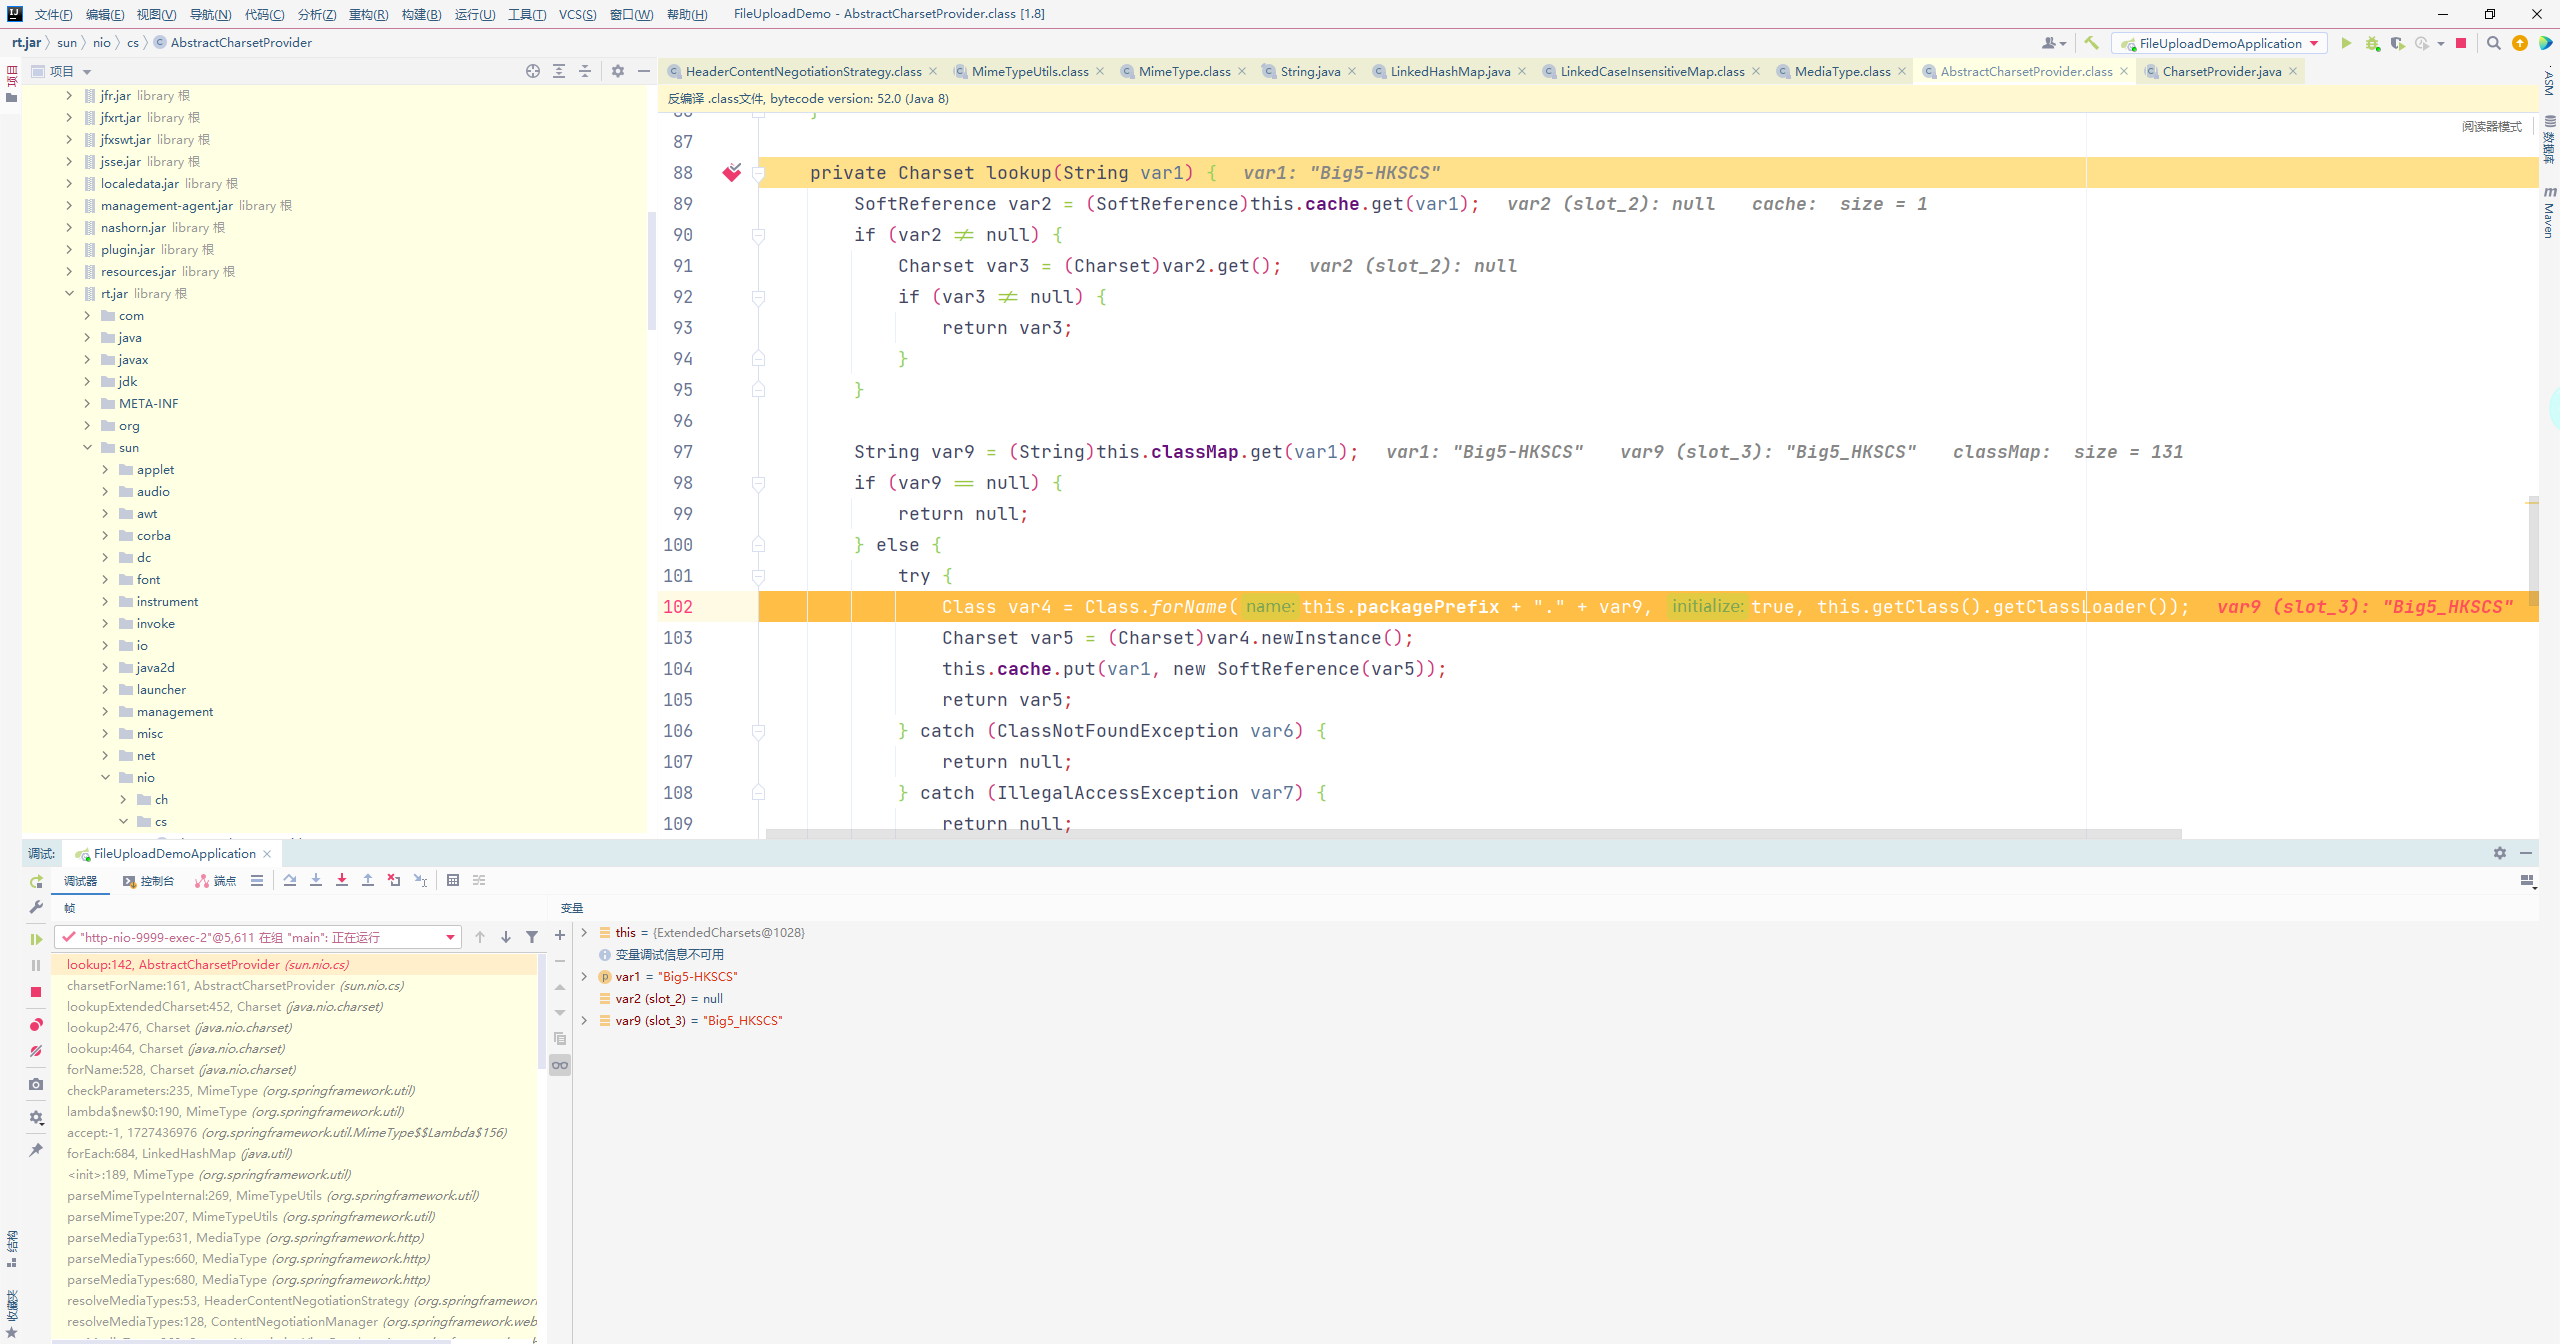 文件(F) 编辑(E) 视图(V) 导航(N) 代码(C) 分析(Z) 重构(R) 构建(B) 运行(U) 工具(T) VCS(S) 窗口(W) 帮助(H) FileUploadDemo - AbstractCharsetProvider.class [1.8]
rt.jar sun nio cs AbstractCharsetProvider FileUploadDemoApplication
项目
HeaderContentNegotiationStrategy.class MimeTypeUtils.class MimeType.class String.java LinkedHashMap.java LinkedCaseInsensitiveMap.class MediaType.class AbstractCharsetProvider.class CharsetProvider.java
反编译 .class文件, bytecode version: 52.0 (Java 8)
阅读器模式
项目
jfr.jar library 根
jfxrt.jar library 根
jfxswt.jar library 根
jsse.jar library 根
localedata.jar library 根
management-agent.jar library 根
nashorn.jar library 根
plugin.jar library 根
resources.jar library 根
rt.jar library 根
com
java
javax
jdk
META-INF
org
sun
applet
audio
awt
corba
dc
font
instrument
invoke
io
java2d
launcher
management
misc
net
nio
ch
cs
87
88 private Charset lookup(String var1) { var1: "Big5-HKSCS"
89 SoftReference var2 = (SoftReference)this.cache.get(var1); var2 (slot_2): null cache: size = 1
90 if (var2 ≠ null) {
91 Charset var3 = (Charset)var2.get(); var2 (slot_2): null
92 if (var3 ≠ null) {
93 return var3;
94 }
95 }
96
97 String var9 = (String)this.classMap.get(var1); var1: "Big5-HKSCS" var9 (slot_3): "Big5_HKSCS" classMap: size = 131
98 if (var9 == null) {
99 return null;
100 } else {
101 try {
102 Class var4 = Class.forName( name: this.packagePrefix + "." + var9, initialize: true, this.getClass().getClassLoader()); var9 (slot_3): "Big5_HKSCS"
103 Charset var5 = (Charset)var4.newInstance();
104 this.cache.put(var1, new SoftReference(var5));
105 return var5;
106 } catch (ClassNotFoundException var6) {
107 return null;
108 } catch (IllegalAccessException var7) {
109 return null;
ASM
数据库
m Maven
调试: FileUploadDemoApplication
调试器 控制台 端点
帧
变量
"http-nio-9999-exec-2"@5,611 在组 "main": 正在运行
lookup:142, AbstractCharsetProvider (sun.nio.cs)
charsetForName:161, AbstractCharsetProvider (sun.nio.cs)
lookupExtendedCharset:452, Charset (java.nio.charset)
lookup2:476, Charset (java.nio.charset)
lookup:464, Charset (java.nio.charset)
forName:528, Charset (java.nio.charset)
checkParameters:235, MimeType (org.springframework.util)
lambda$new$0:190, MimeType (org.springframework.util)
accept:-1, 1727436976 (org.springframework.util.MimeType$$Lambda$156)
forEach:684, LinkedHashMap (java.util)
<init>:189, MimeType (org.springframework.util)
parseMimeTypeInternal:269, MimeTypeUtils (org.springframework.util)
parseMimeType:207, MimeTypeUtils (org.springframework.util)
parseMediaType:631, MediaType (org.springframework.http)
parseMediaTypes:660, MediaType (org.springframework.http)
parseMediaTypes:680, MediaType (org.springframework.http)
resolveMediaTypes:53, HeaderContentNegotiationStrategy (org.springframewor
resolveMediaTypes:128, ContentNegotiationManager (org.springframework.web
this = {ExtendedCharsets@1028}
变量调试信息不可用
var1 = "Big5-HKSCS"
var2 (slot_2) = null
var9 (slot_3) = "Big5_HKSCS"
结构
收藏夹